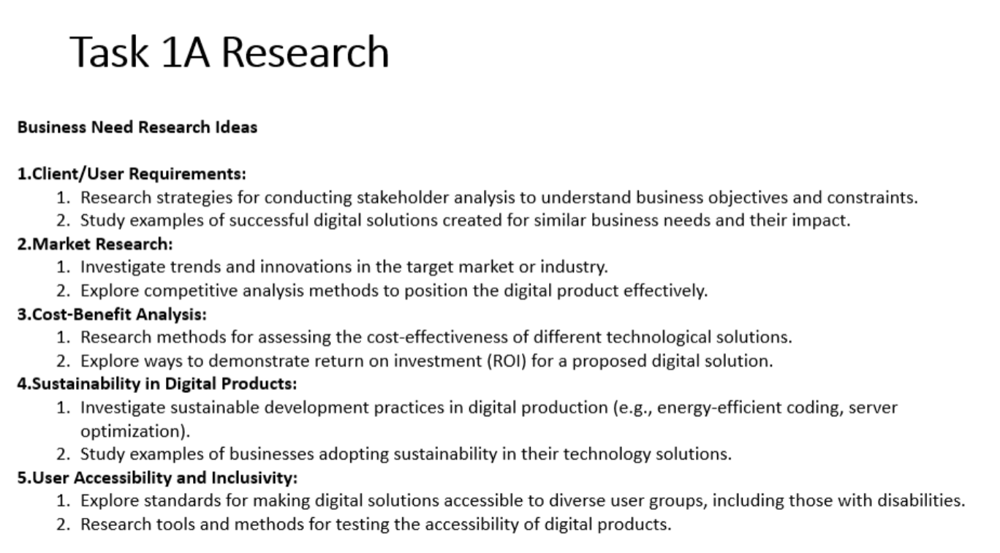 Task 1A Research
Business Need Research Ideas
1.Client/User Requirements:
1. Research strategies for conducting stakeholder analysis to understand business objectives and constraints.
2. Study examples of successful digital solutions created for similar business needs and their impact.
2.Market Research:
1. Investigate trends and innovations in the target market or industry.
2. Explore competitive analysis methods to position the digital product effectively.
3.Cost-Benefit Analysis:
1. Research methods for assessing the cost-effectiveness of different technological solutions.
2. Explore ways to demonstrate return on investment (ROI) for a proposed digital solution.
4.Sustainability in Digital Products:
1. Investigate sustainable development practices in digital production (e.g., energy-efficient coding, server
optimization).
2. Study examples of businesses adopting sustainability in their technology solutions.
5.User Accessibility and Inclusivity:
1. Explore standards for making digital solutions accessible to diverse user groups, including those with disabilities.
2. Research tools and methods for testing the accessibility of digital products.